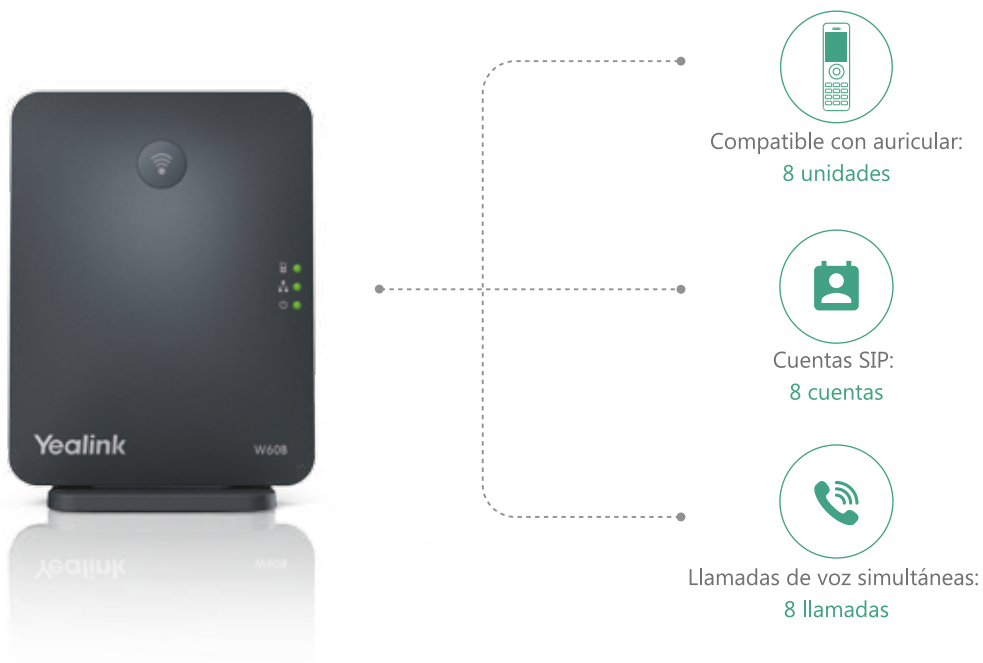 Yealink
W60B
Compatible con auricular:
8 unidades
Cuentas SIP:
8 cuentas
Llamadas de voz simultáneas:
8 llamadas